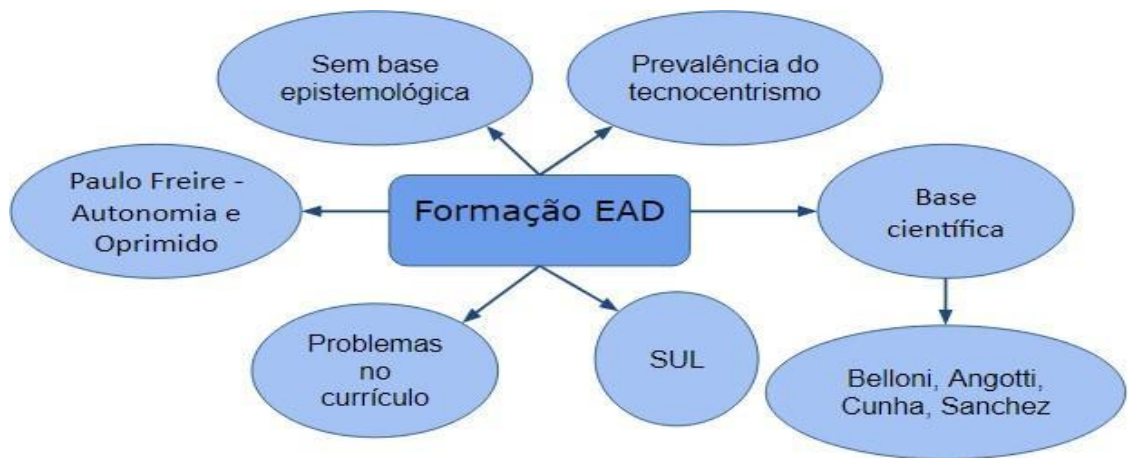 Sem base
epistemológica
Prevalência do
tecnocentrismo
Paulo Freire -
Autonomia e
Oprimido
Formação EAD
Base
científica
Problemas
no
currículo
SUL
Belloni, Angotti,
Cunha, Sanchez